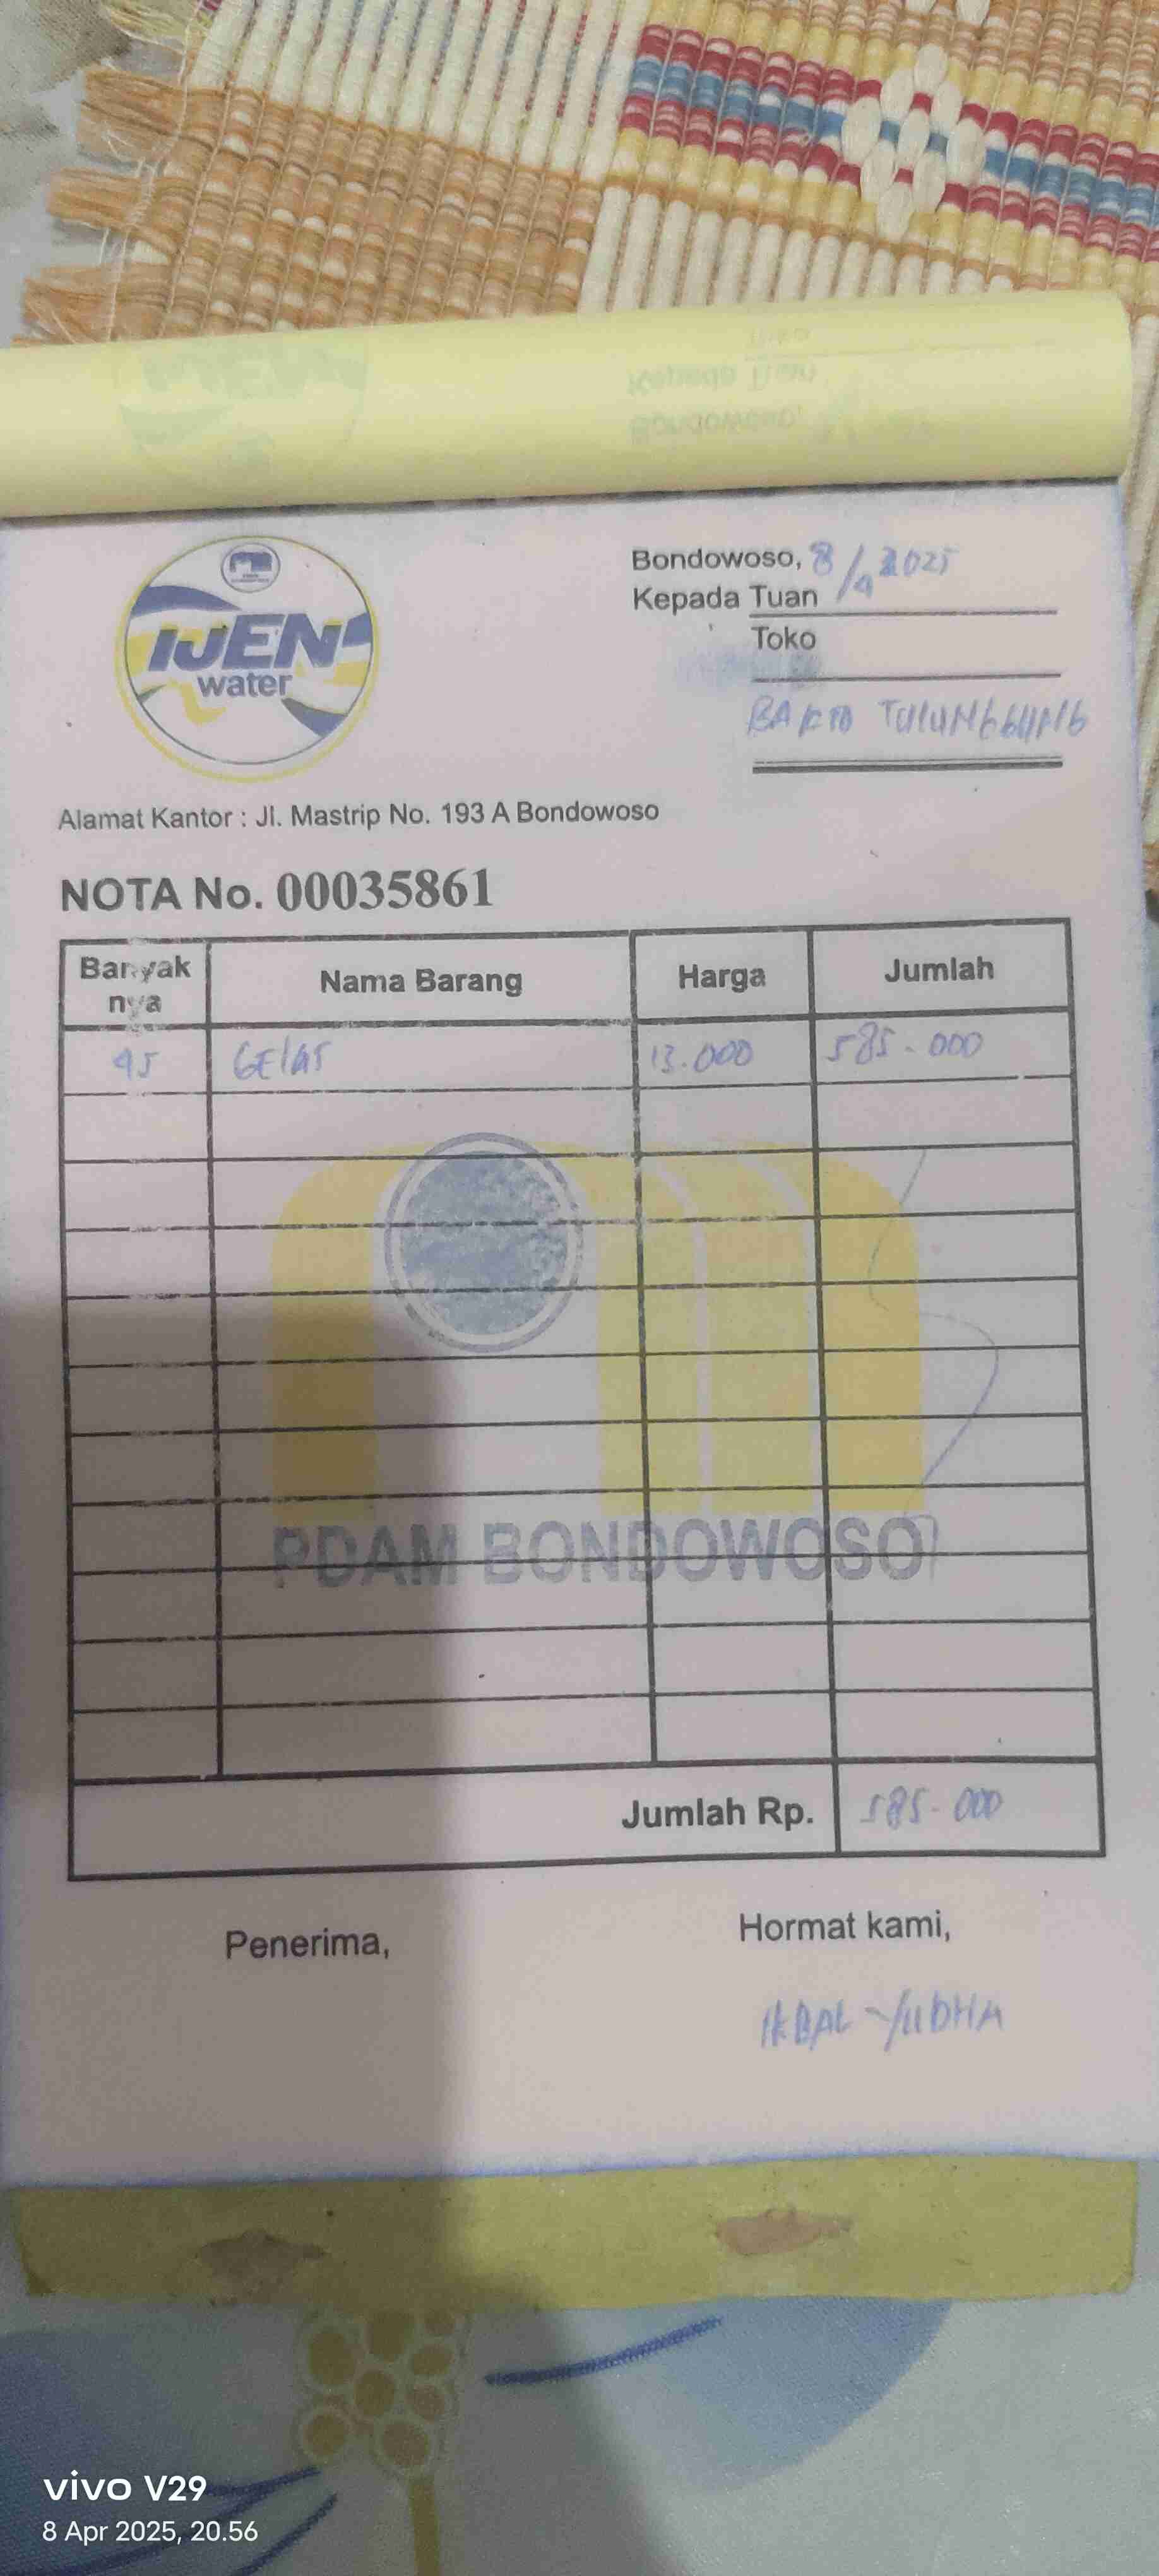 IJEN
water
Bondowoso, 8/4 2025
Kepada Tuan
Toko
TULUNGGUNG
Alamat Kantor : Jl. Mastrip No. 193 A Bondowoso
NOTA No. 00035861
Banyak nya Nama Barang Harga Jumlah
45 GElAS 13.000 585.000
PDAM BONDOWOSO
Jumlah Rp. 585.000
Penerima,
Hormat kami,
IKBAL - YUDHA
vivo V29
8 Apr 2025, 20.56